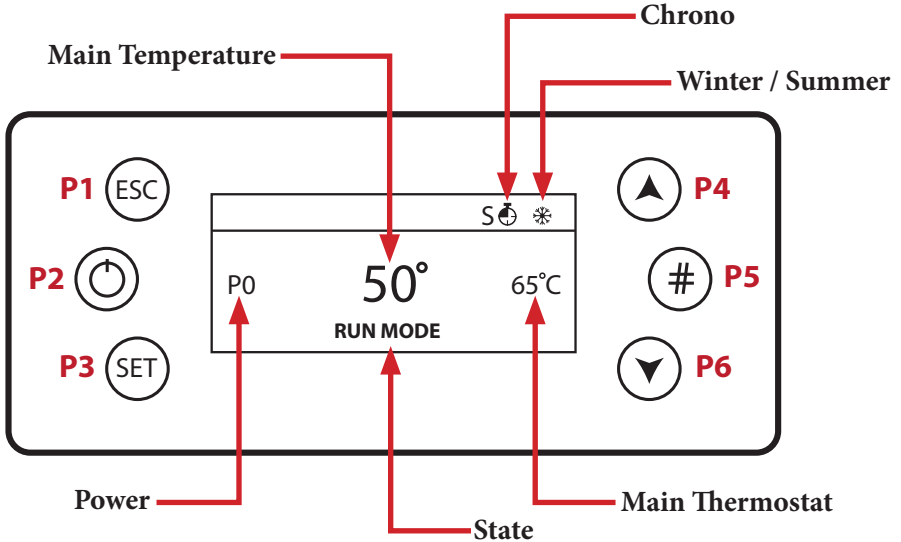 Chrono
Main Temperature
Winter / Summer
P1 ESC
P4
S
P2
P0 50° 65°C
# P5
RUN MODE
P3 SET
P6
Power
Main Thermostat
State